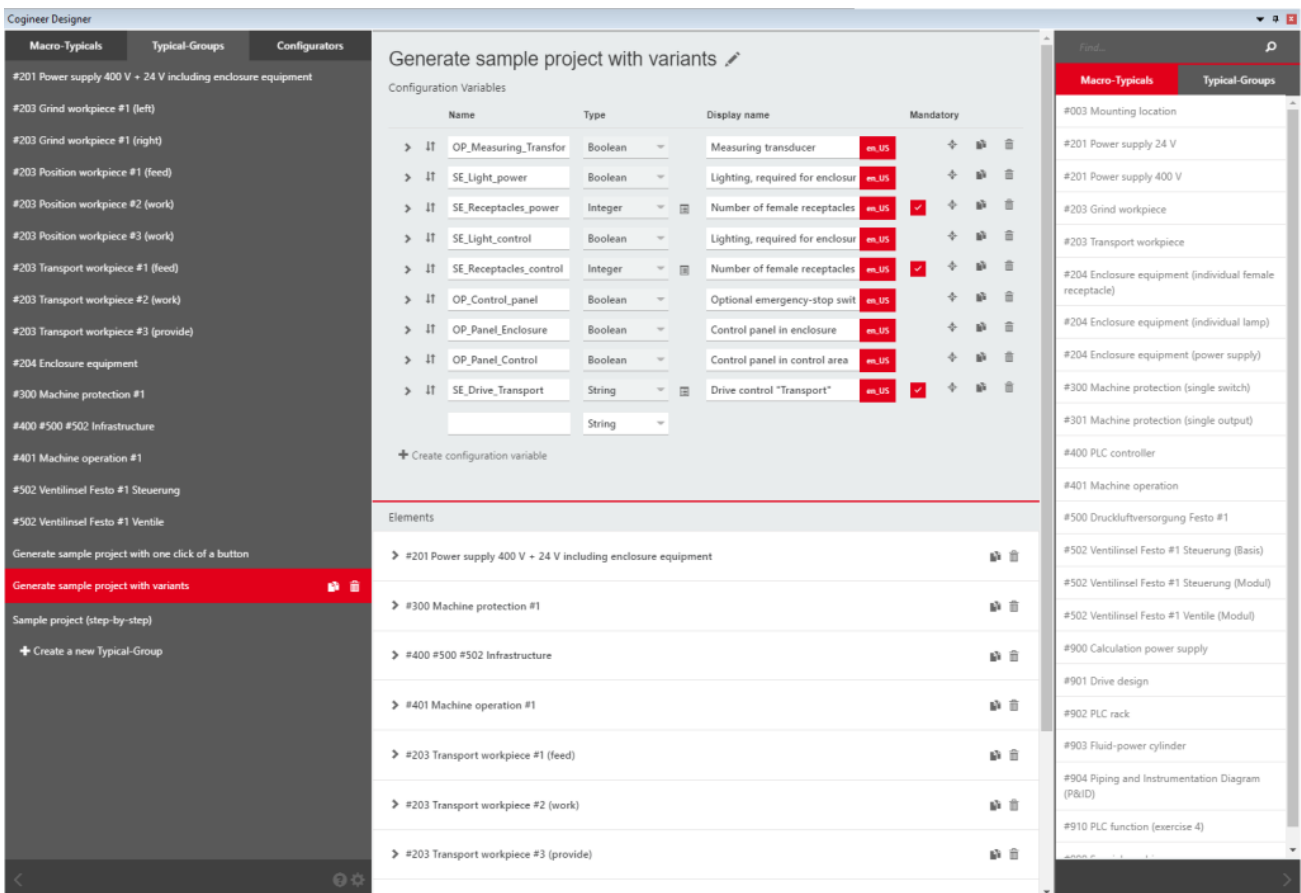 Cogineer Designer
Macro-Typicals Typical-Groups Configurators
#201 Power supply 400 V + 24 V including enclosure equipment
#203 Grind workpiece #1 (left)
#203 Grind workpiece #1 (right)
#203 Position workpiece #1 (feed)
#203 Position workpiece #2 (work)
#203 Position workpiece #3 (work)
#203 Transport workpiece #1 (feed)
#203 Transport workpiece #2 (work)
#203 Transport workpiece #3 (provide)
#204 Enclosure equipment
#300 Machine protection #1
#400 #500 #502 Infrastructure
#401 Machine operation #1
#502 Ventilinsel Festo #1 Steuerung
#502 Ventilinsel Festo #1 Ventile
Generate sample project with one click of a button
Generate sample project with variants
Sample project (step-by-step)
Create a new Typical-Group
Generate sample project with variants
Configuration Variables
Name Type Display name Mandatory
OP_Measuring_Transfor Boolean Measuring transducer en_US
SE_Light_power Boolean Lighting, required for enclosur en_US
SE_Receptacles_power Integer Number of female receptacles en_US
SE_Light_control Boolean Lighting, required for enclosur en_US
SE_Receptacles_control Integer Number of female receptacles en_US
OP_Control_panel Boolean Optional emergency-stop swit en_US
OP_Panel_Enclosure Boolean Control panel in enclosure en_US
OP_Panel_Control Boolean Control panel in control area en_US
SE_Drive_Transport String Drive control "Transport" en_US
String
Create configuration variable
Elements
#201 Power supply 400 V + 24 V including enclosure equipment
#300 Machine protection #1
#400 #500 #502 Infrastructure
#401 Machine operation #1
#203 Transport workpiece #1 (feed)
#203 Transport workpiece #2 (work)
#203 Transport workpiece #3 (provide)
Find...
Macro-Typicals Typical-Groups
#003 Mounting location
#201 Power supply 24 V
#201 Power supply 400 V
#203 Grind workpiece
#203 Transport workpiece
#204 Enclosure equipment (individual female
receptacle)
#204 Enclosure equipment (individual lamp)
#204 Enclosure equipment (power supply)
#300 Machine protection (single switch)
#301 Machine protection (single output)
#400 PLC controller
#401 Machine operation
#500 Druckluftversorgung Festo #1
#502 Ventilinsel Festo #1 Steuerung (Basis)
#502 Ventilinsel Festo #1 Steuerung (Modul)
#502 Ventilinsel Festo #1 Ventile (Modul)
#900 Calculation power supply
#901 Drive design
#902 PLC rack
#903 Fluid-power cylinder
#904 Piping and Instrumentation Diagram
(P&ID)
#910 PLC function (exercise 4)